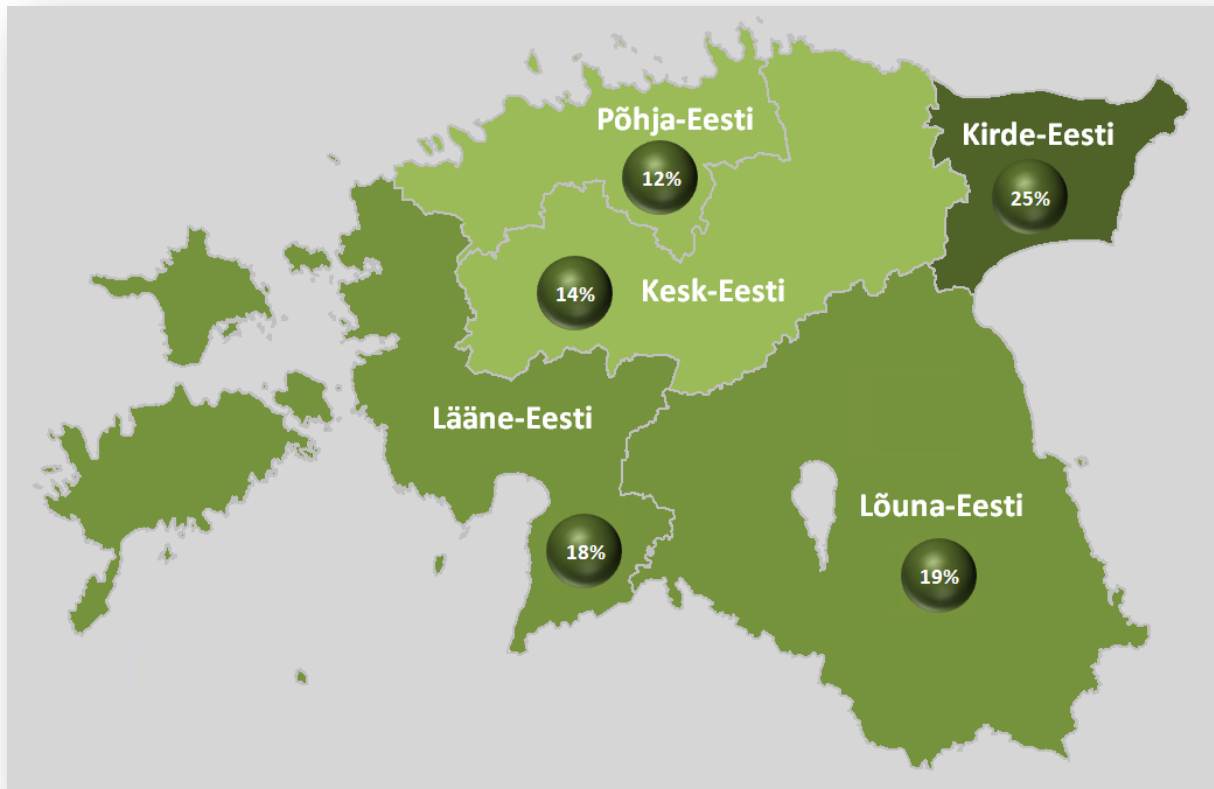 Põhja-Eesti
12%
Kirde-Eesti
25%
14%
Kesk-Eesti
Lääne-Eesti
18%
Lõuna-Eesti
19%